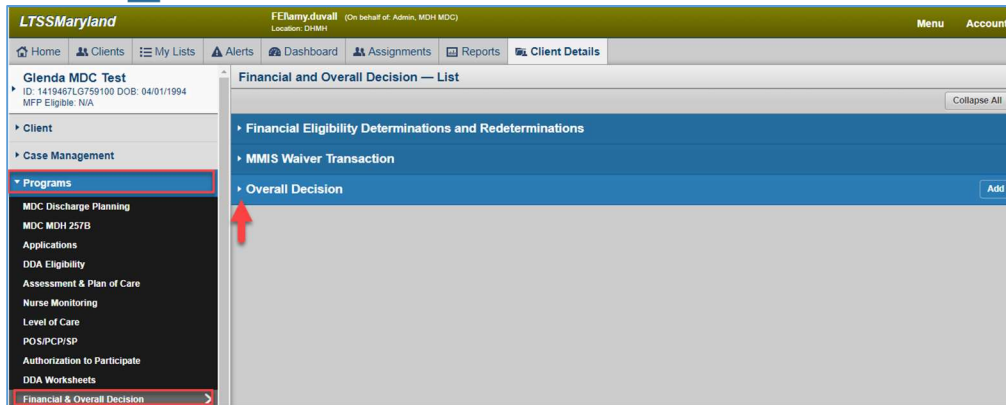 LTSSMaryland
FEI\amy.duvall (On behalf of: Admin, MDH MDC)
Location: DHMH
Menu Account
Home Clients My Lists Alerts Dashboard Assignments Reports Client Details
Glenda MDC Test
ID: 1419467LG759100 DOB: 04/01/1994
MFP Eligible: N/A
Client
Case Management
Programs
MDC Discharge Planning
MDC MDH 257B
Applications
DDA Eligibility
Assessment & Plan of Care
Nurse Monitoring
Level of Care
POS/PCP/SP
Authorization to Participate
DDA Worksheets
Financial & Overall Decision
Financial and Overall Decision — List
Collapse All
Financial Eligibility Determinations and Redeterminations
MMIS Waiver Transaction
Overall Decision
Add